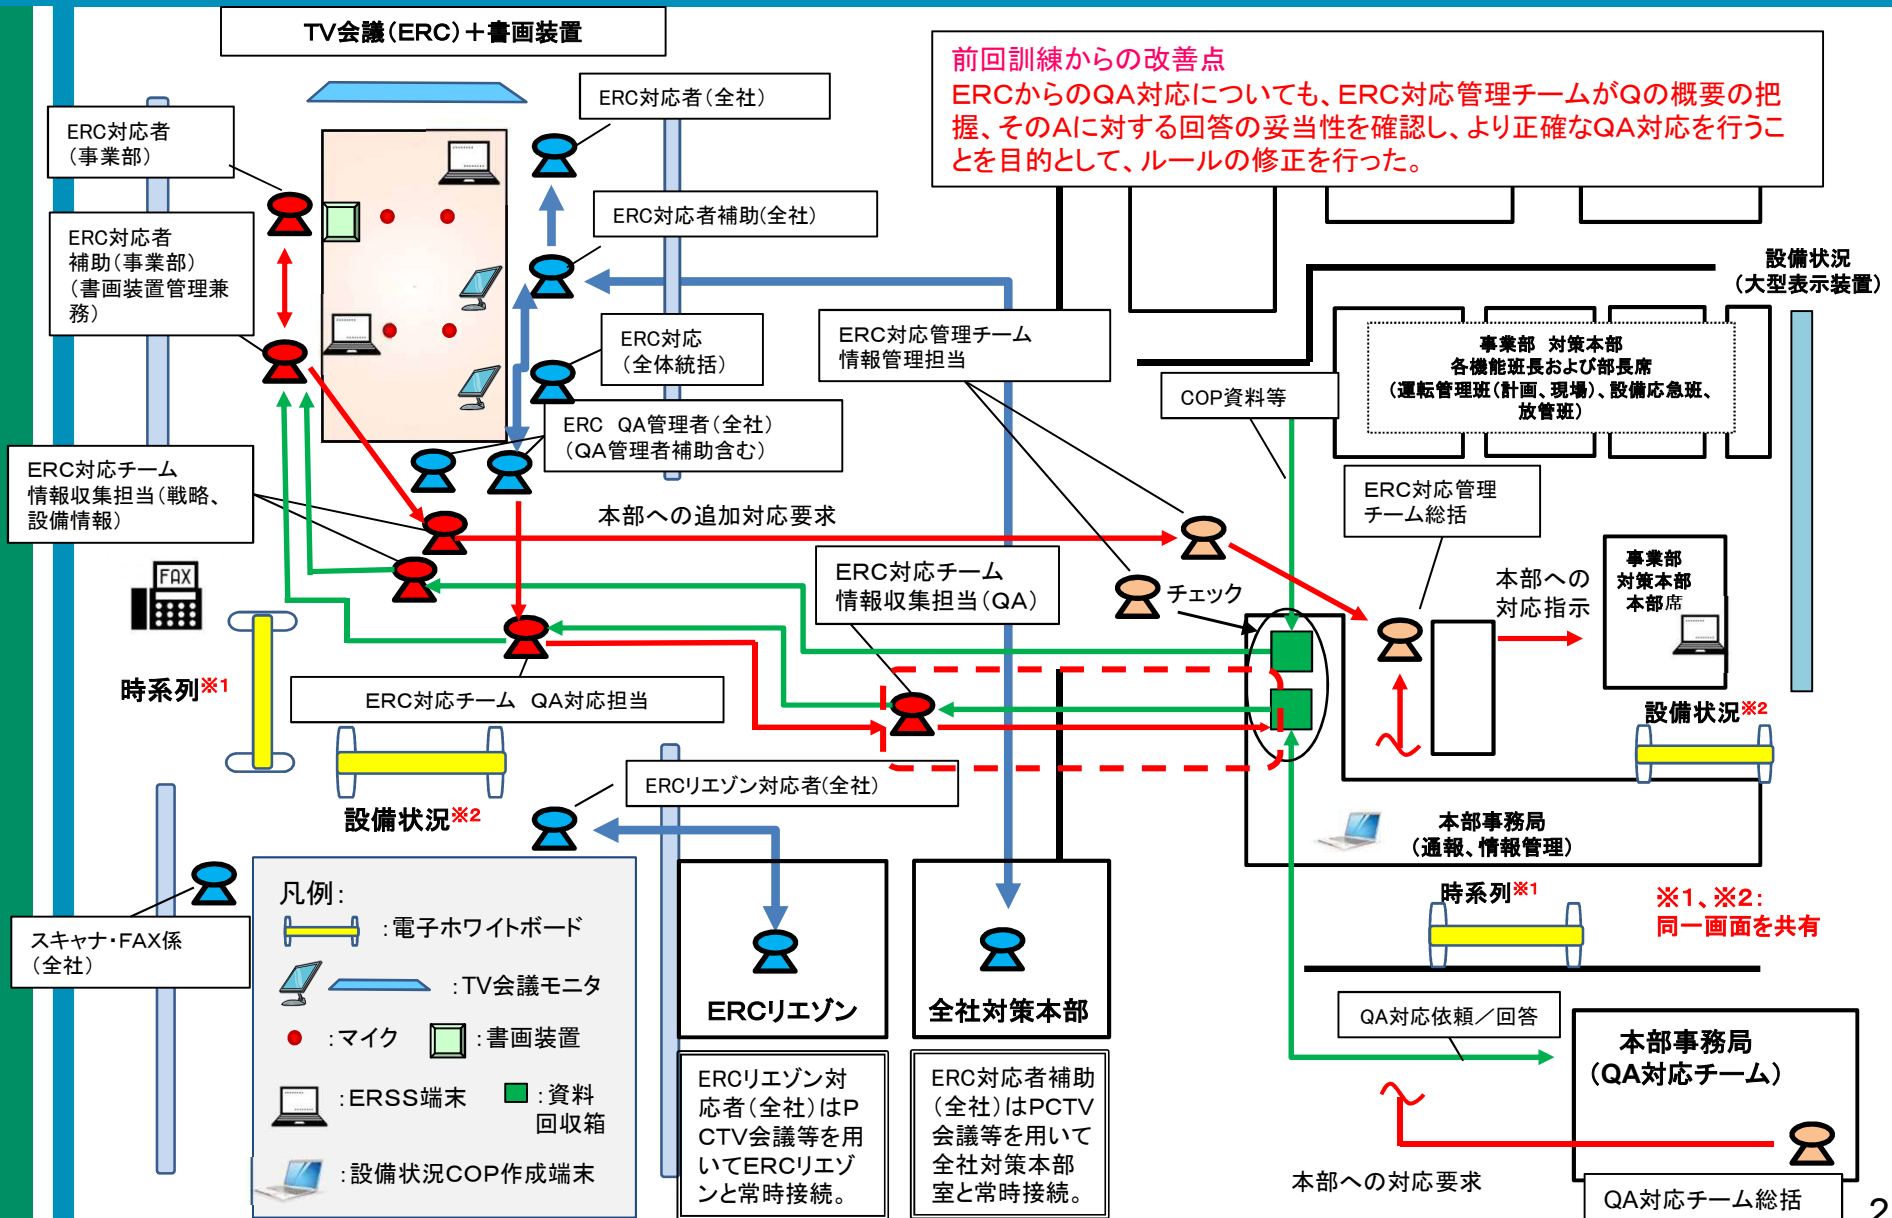 TV会議(ERC)＋書画装置
前回訓練からの改善点
ERCからのQA対応についても、ERC対応管理チームがQの概要の把
握、そのAに対する回答の妥当性を確認し、より正確なQA対応を行うこ
とを目的として、ルールの修正を行った。
ERC対応者(全社)
ERC対応者
(事業部)
ERC対応者補助(全社)
ERC対応者
補助(事業部)
(書画装置管理兼
務)
設備状況
(大型表示装置)
ERC対応
(全体統括)
ERC対応管理チーム
情報管理担当
事業部　対策本部
各機能班長および部長席
(運転管理班(計画、現場)、設備応急班、
放管班)
COP資料等
ERC　QA管理者(全社)
(QA管理者補助含む)
ERC対応チーム
情報収集担当(戦略、
設備情報)
ERC対応管理
チーム総括
本部への追加対応要求
FAX
ERC対応チーム
情報収集担当(QA)
チェック
本部への
対応指示
事業部
対策本部
本部席
時系列※1
ERC対応チーム　QA対応担当
設備状況※2
ERCリエゾン対応者(全社)
設備状況※2
本部事務局
(通報、情報管理)
時系列※1
※1、※2：
同一画面を共有
スキャナ・FAX係
(全社)
凡例：
：電子ホワイトボード
：TV会議モニタ
：マイク
：書画装置
：ERSS端末
：資料
回収箱
：設備状況COP作成端末
ERCリエゾン
全社対策本部
ERCリエゾン対
応者(全社)はP
CTV会議等を用
いてERCリエゾ
ンと常時接続。
ERC対応者補助
(全社)はPCTV
会議等を用いて
全社対策本部
室と常時接続。
QA対応依頼／回答
本部事務局
(QA対応チーム)
本部への対応要求
QA対応チーム総括
2